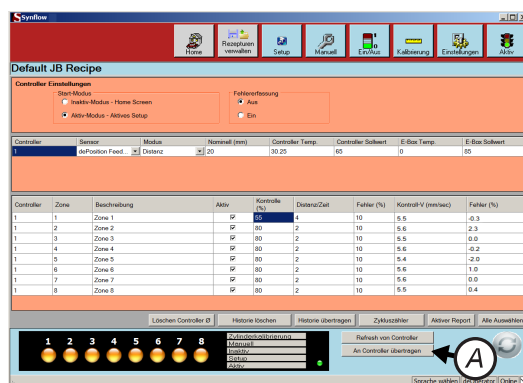 Synflow
Home
Rezepturen verwalten
Setup
Manuell
Ein/Aus
Kalibrierung
Einstellungen
Aktiv
Default JB Recipe
Controller Einstellungen
Start-Modus
Inaktiv-Modus - Home Screen
Aktiv-Modus - Aktives Setup
Fehlererfassung
Aus
Ein
Controller Sensor Modus Nominell (mm) Controller Temp. Controller Sollwert E-Box Temp. E-Box Sollwert
1 dePosition Feed... Distanz 20 30.25 65 0 85
Controller Zone Beschreibung Aktiv Kontrolle (%) Distanz/Zeit Fehler (%) Kontroll-V (mm/sec) Fehler (%)
1 1 Zone 1 55 4 10 5.5 -0.3
1 2 Zone 2 80 2 10 5.6 2.3
1 3 Zone 3 80 2 10 5.5 0.0
1 4 Zone 4 80 2 10 5.6 -0.2
1 5 Zone 5 80 2 10 5.4 -2.0
1 6 Zone 6 80 2 10 5.6 1.0
1 7 Zone 7 80 2 10 5.6 0.0
1 8 Zone 8 80 2 10 5.5 0.4
Löschen Controller Ø
Historie löschen
Historie übertragen
Zykluszähler
Aktiver Report
Alle Auswählen
1 2 3 4 5 6 7 8
Zylinderkalibrierung
Manuell
Inaktiv
Setup
Aktiv
Refresh von Controller
An Controller übertragen
A
Sprache wählen
deOperator
Online